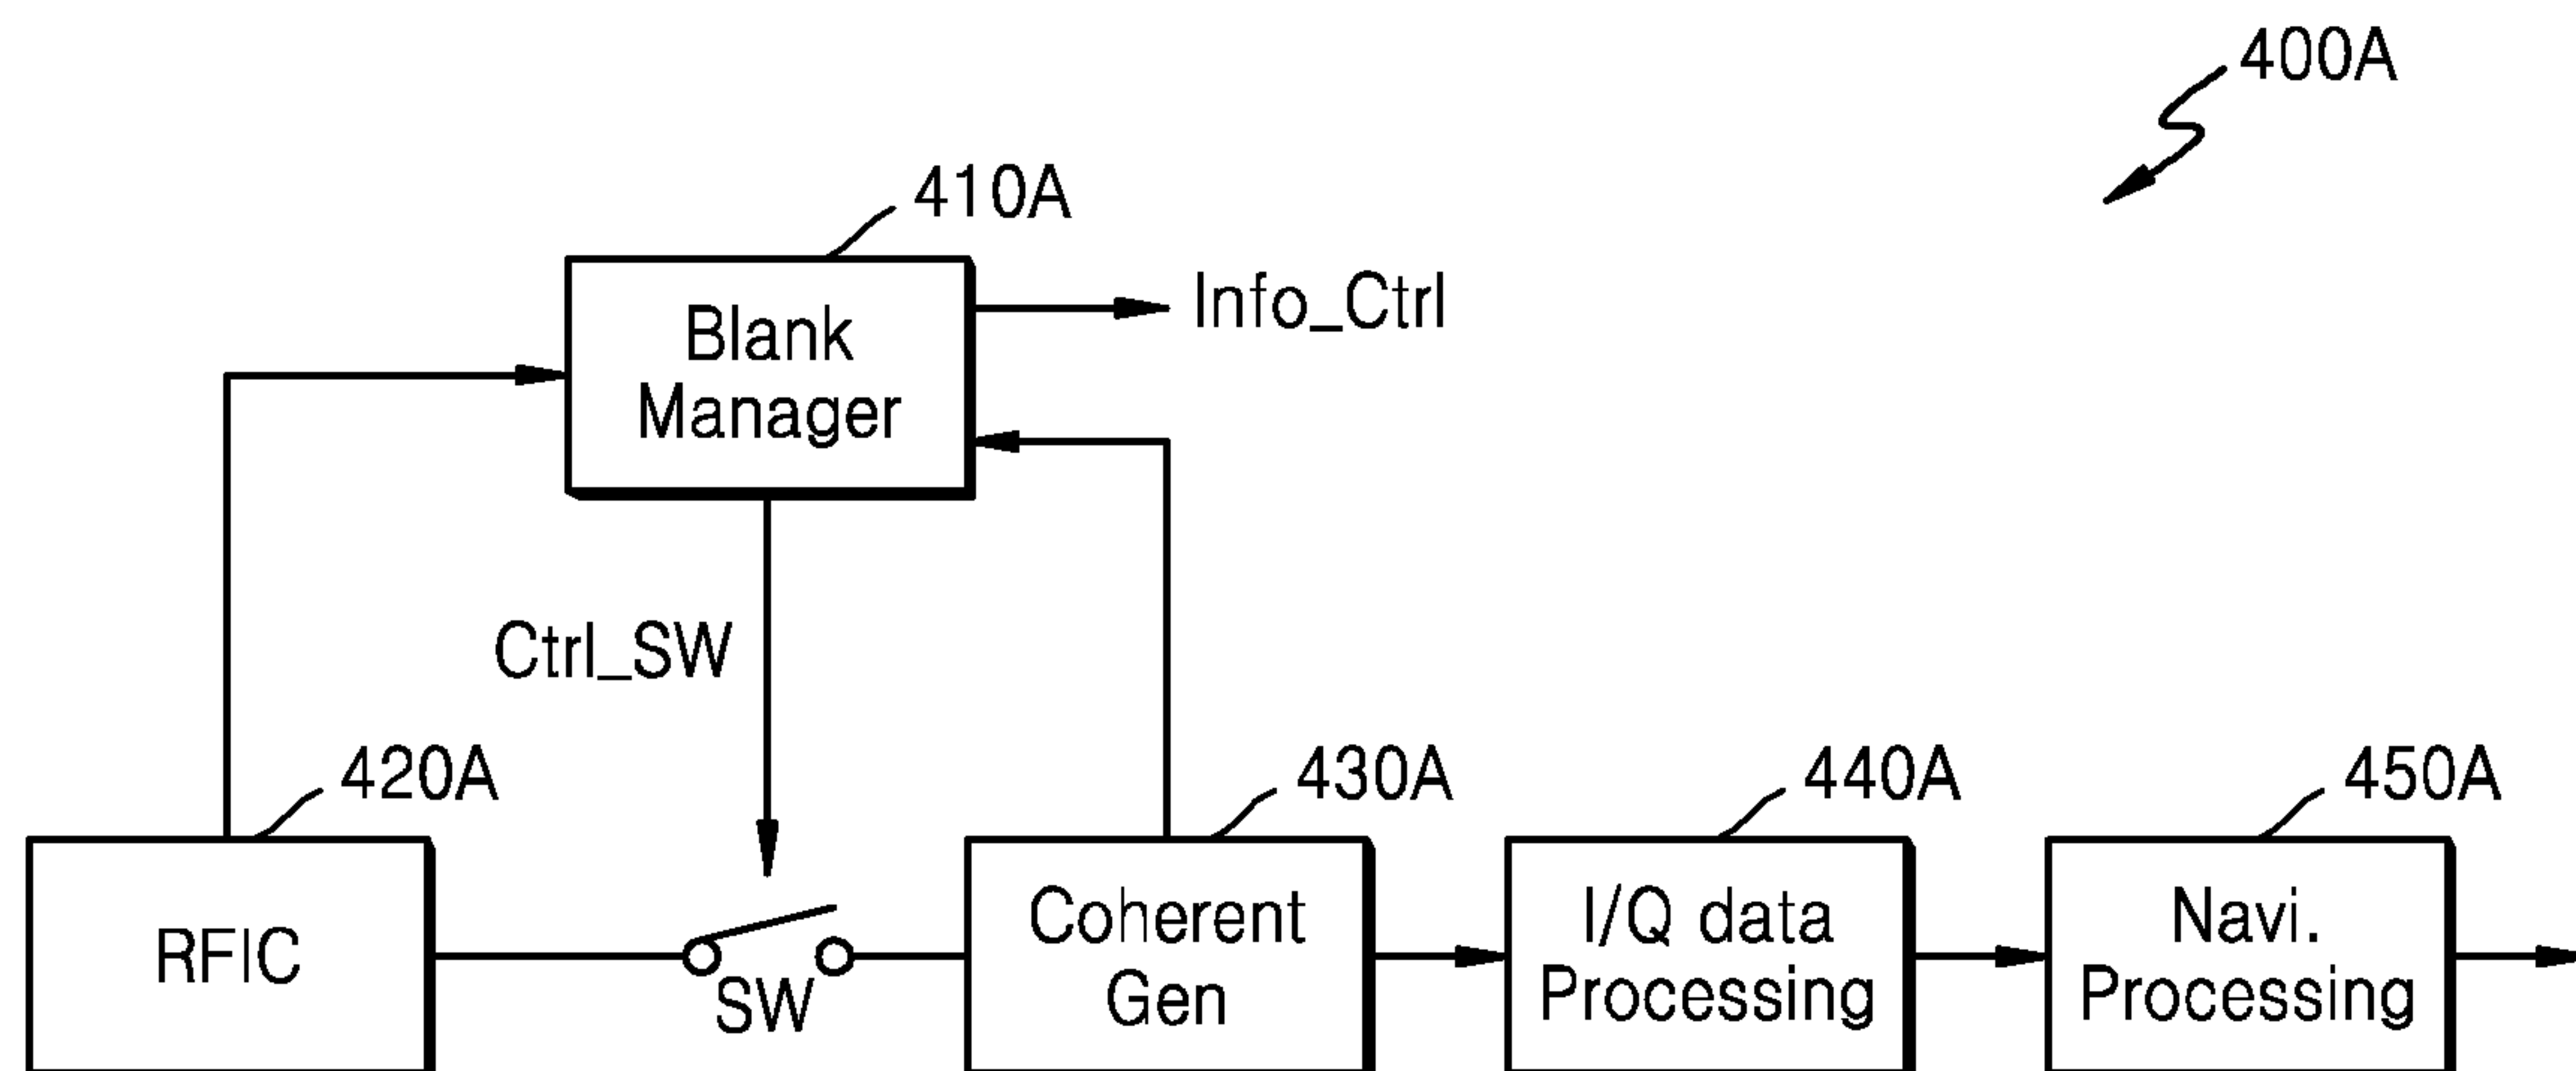 400A
410A
Blank
Manager
Info_Ctrl
Ctrl_SW
420A
430A
440A
450A
RFIC
SW
Coherent
Gen
I/Q data
Processing
Navi.
Processing